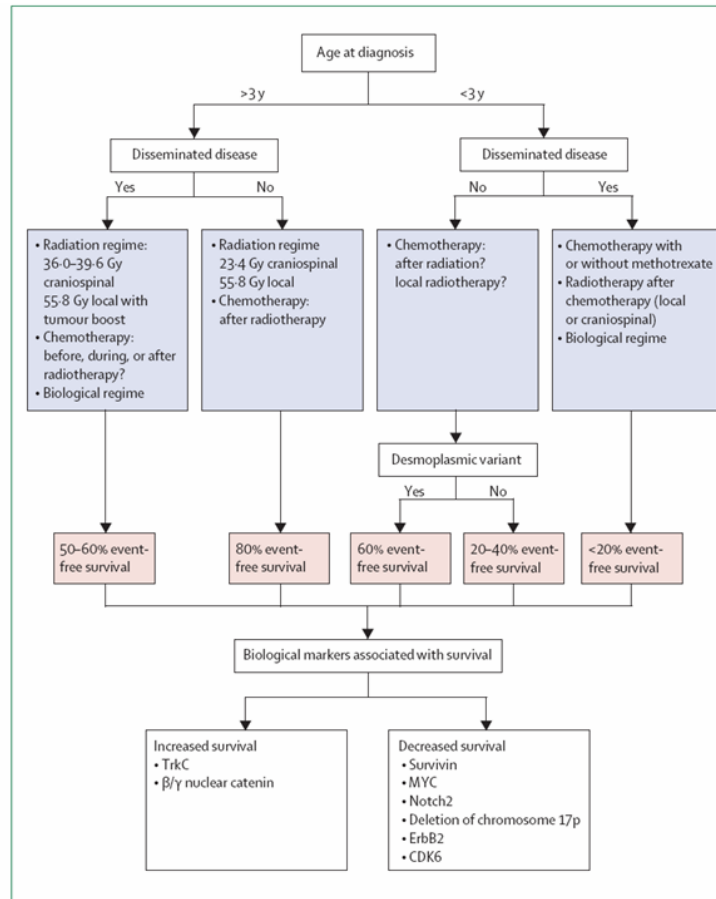 Age at diagnosis
>3 y
<3 y
Disseminated disease
Disseminated disease
Yes
No
No
Yes
• Radiation regime:
36·0–39·6 Gy
craniospinal
55·8 Gy local with
tumour boost
• Chemotherapy:
before, during, or after
radiotherapy?
• Biological regime
• Radiation regime
23·4 Gy craniospinal
55·8 Gy local
• Chemotherapy:
after radiotherapy
• Chemotherapy:
after radiation?
local radiotherapy?
• Chemotherapy with
or without methotrexate
• Radiotherapy after
chemotherapy (local
or craniospinal)
• Biological regime
Desmoplasmic variant
Yes
No
50–60% event-
free survival
80% event-
free survival
60% event-
free survival
20–40% event-
free survival
<20% event-
free survival
Biological markers associated with survival
Increased survival
• TrkC
• β/γ nuclear catenin
Decreased survival
• Survivin
• MYC
• Notch2
• Deletion of chromosome 17p
• ErbB2
• CDK6